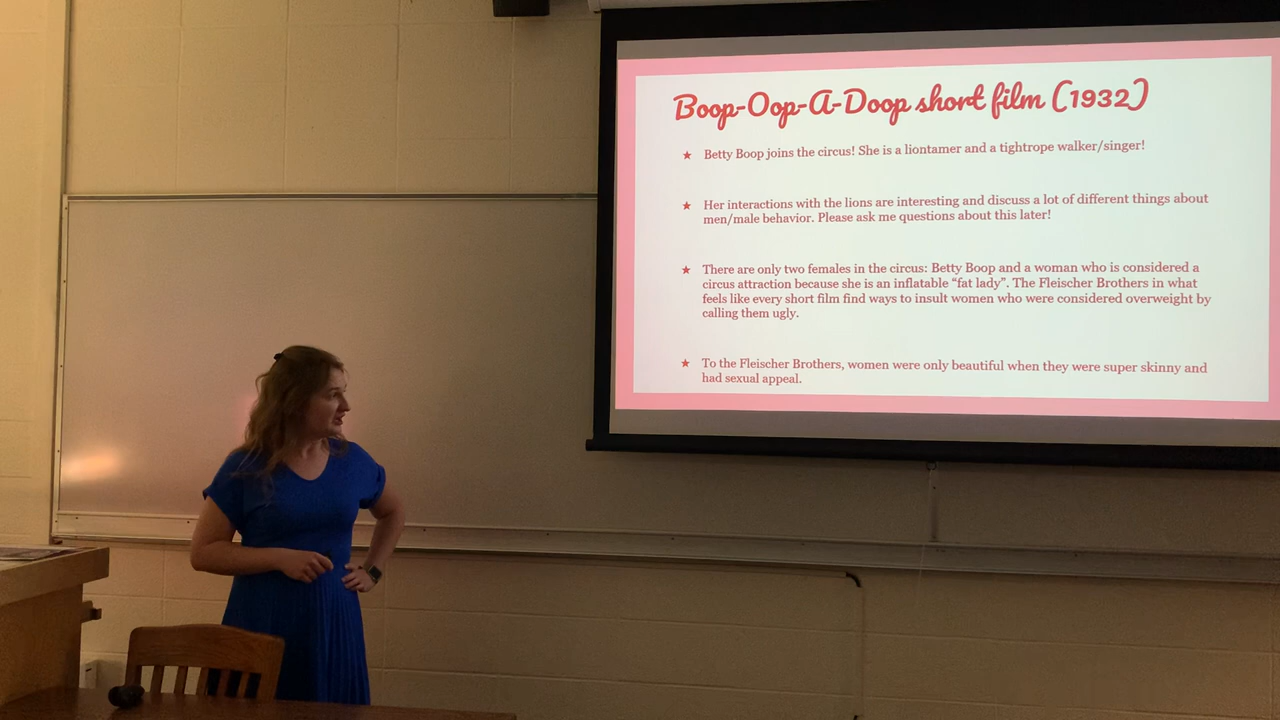 Boop-Oop-A-Doop short film (1932)
★ Betty Boop joins the circus! She is a liontamer and a tightrope walker/singer!
★ Her interactions with the lions are interesting and discuss a lot of different things about
men/male behavior. Please ask me questions about this later!
★ There are only two females in the circus: Betty Boop and a woman who is considered a
circus attraction because she is an inflatable “fat lady”. The Fleischer Brothers in what
feels like every short film find ways to insult women who were considered overweight by
calling them ugly.
★ To the Fleischer Brothers, women were only beautiful when they were super skinny and
had sexual appeal.